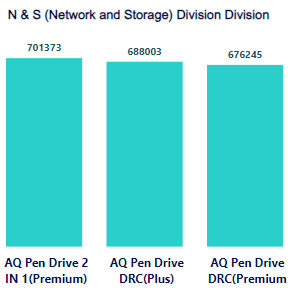 N & S (Network and Storage) Division Division
701373
688003
676245
AQ Pen Drive 2
IN 1(Premium)
AQ Pen Drive
DRC(Plus)
AQ Pen Drive
DRC(Premium